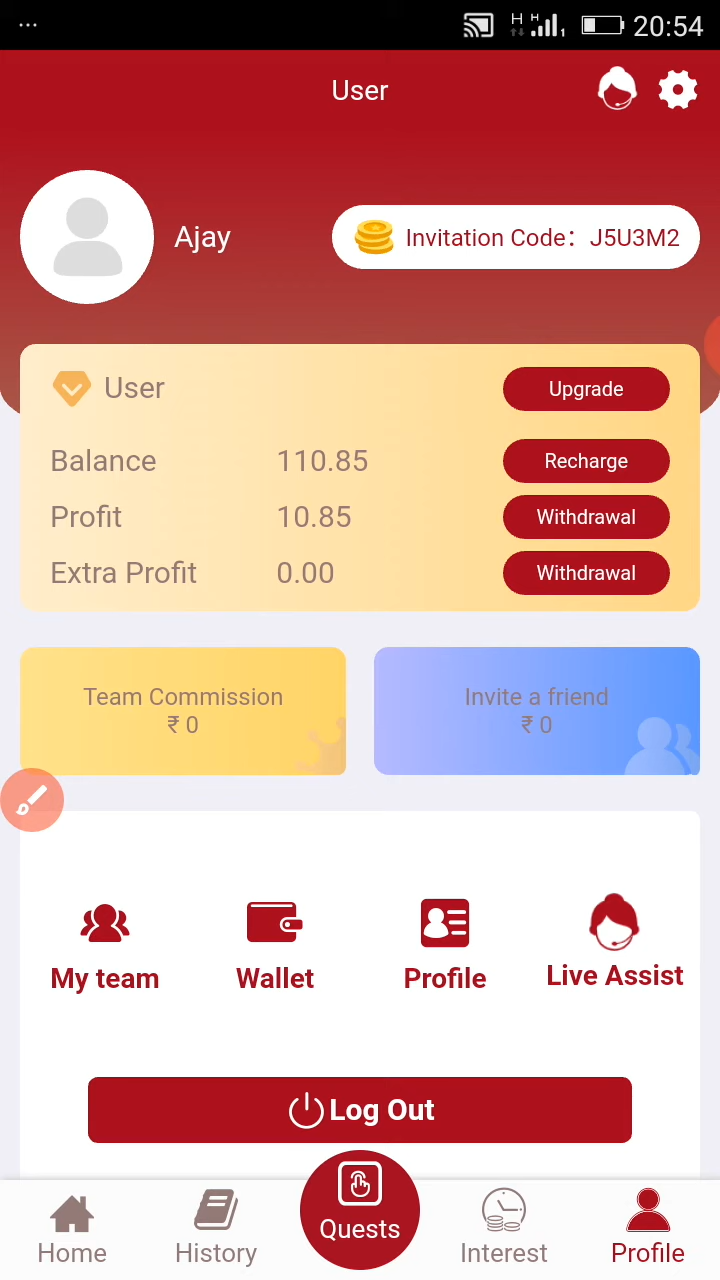 ... H H 1 20:54
User
Ajay
Invitation Code：J5U3M2
User
Upgrade
Balance 110.85 Recharge
Profit 10.85 Withdrawal
Extra Profit 0.00 Withdrawal
Team Commission
₹ 0
Invite a friend
₹ 0
My team Wallet Profile Live Assist
Log Out
Home History Quests Interest Profile